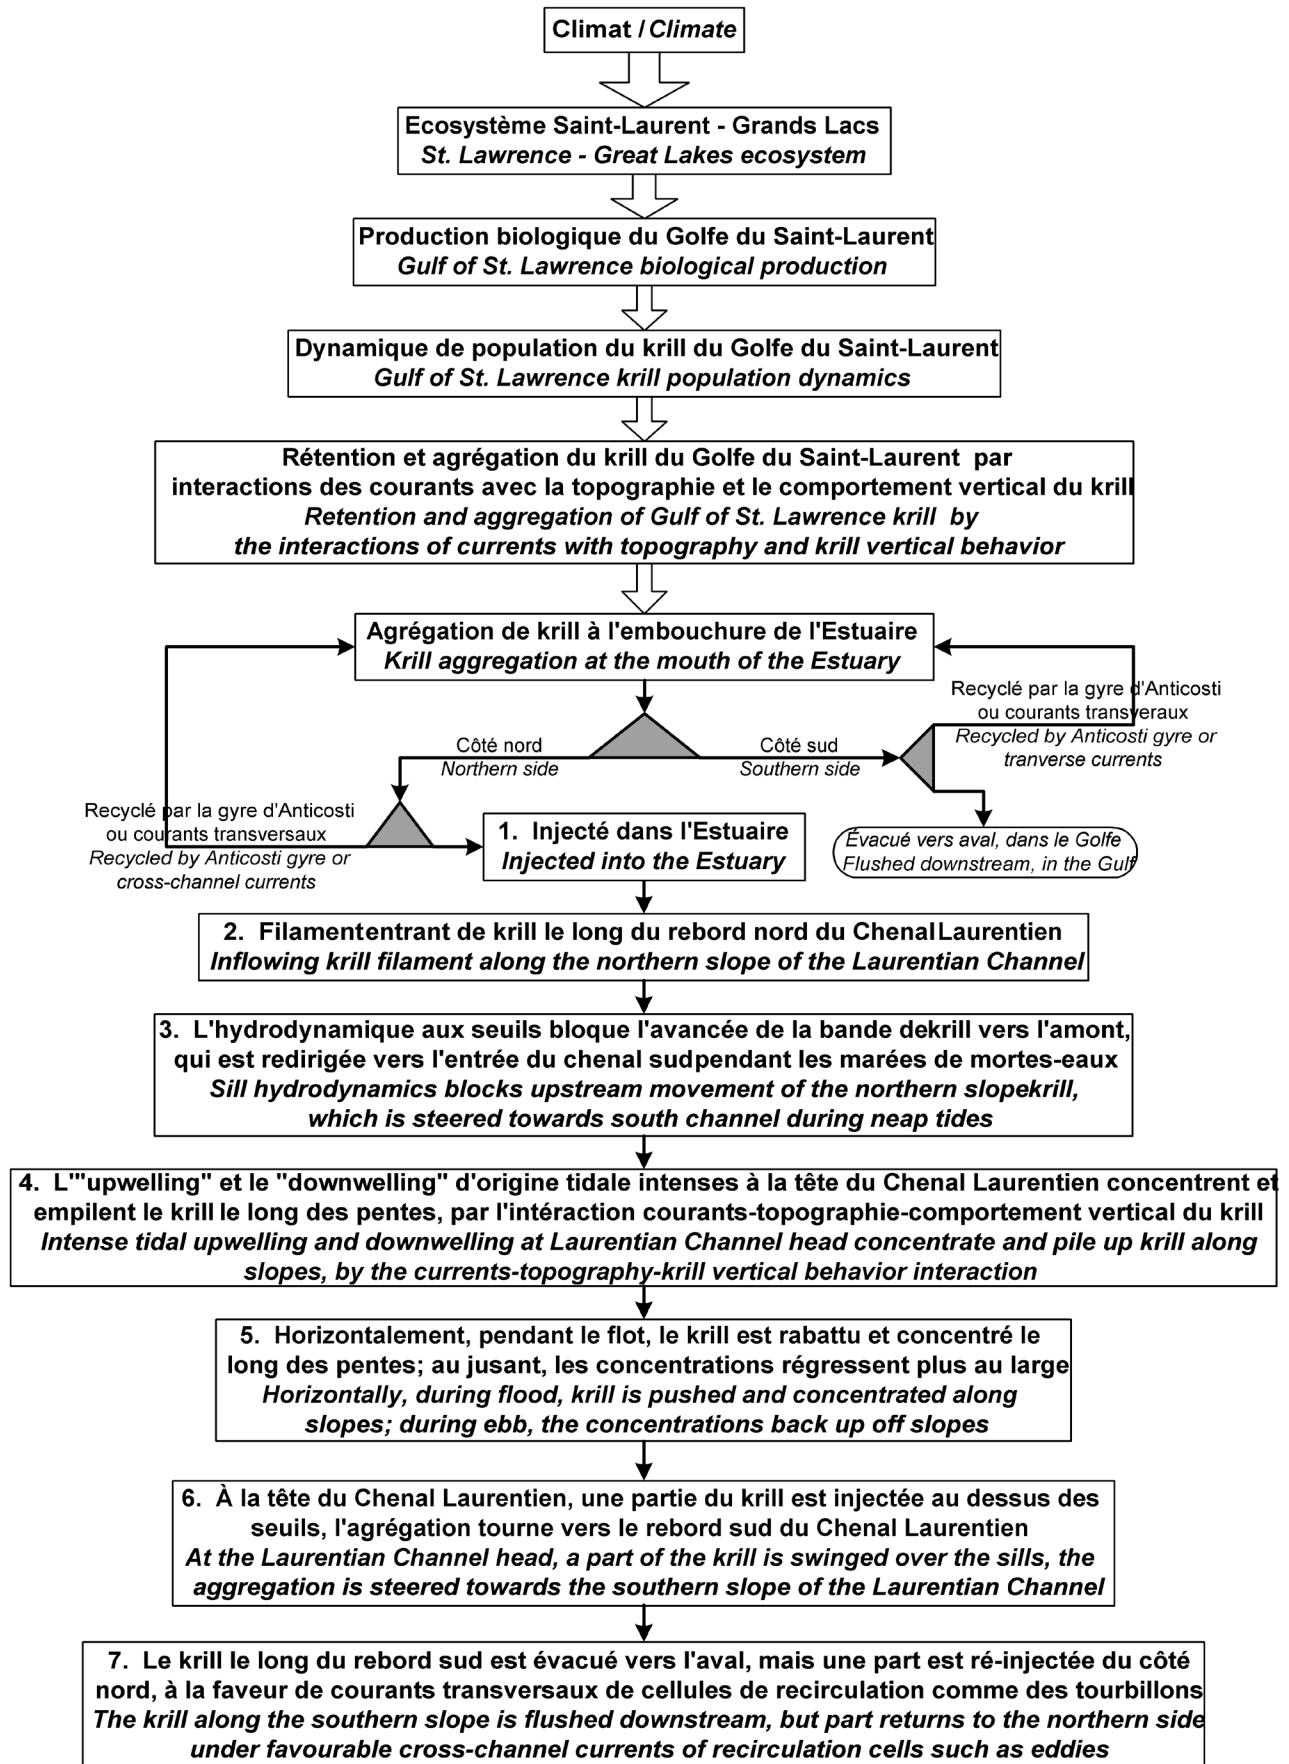 Climat / Climate
Ecosystème Saint-Laurent - Grands Lacs
St. Lawrence - Great Lakes ecosystem
Production biologique du Golfe du Saint-Laurent
Gulf of St. Lawrence biological production
Dynamique de population du krill du Golfe du Saint-Laurent
Gulf of St. Lawrence krill population dynamics
Rétention et agrégation du krill du Golfe du Saint-Laurent par
interactions des courants avec la topographie et le comportement vertical du krill
Retention and aggregation of Gulf of St. Lawrence krill by
the interactions of currents with topography and krill vertical behavior
Agrégation de krill à l'embouchure de l'Estuaire
Krill aggregation at the mouth of the Estuary
Recyclé par la gyre d'Anticosti
ou courants transveraux
Recycled by Anticosti gyre or
tranverse currents
Côté nord
Northern side
Côté sud
Southern side
Recyclé par la gyre d'Anticosti
ou courants transversaux
Recycled by Anticosti gyre or
cross-channel currents
1. Injecté dans l'Estuaire
Injected into the Estuary
Évacué vers aval, dans le Golfe
Flushed downstream, in the Gulf
2. Filamententrant de krill le long du rebord nord du ChenalLaurentien
Inflowing krill filament along the northern slope of the Laurentian Channel
3. L'hydrodynamique aux seuils bloque l'avancée de la bande dekrill vers l'amont,
qui est redirigée vers l'entrée du chenal sudpendant les marées de mortes-eaux
Sill hydrodynamics blocks upstream movement of the northern slopekrill,
which is steered towards south channel during neap tides
4. L'"upwelling" et le "downwelling" d'origine tidale intenses à la tête du Chenal Laurentien concentrent et
empilent le krill le long des pentes, par l'intéraction courants-topographie-comportement vertical du krill
Intense tidal upwelling and downwelling at Laurentian Channel head concentrate and pile up krill along
slopes, by the currents-topography-krill vertical behavior interaction
5. Horizontalement, pendant le flot, le krill est rabattu et concentré le
long des pentes; au jusant, les concentrations régressent plus au large
Horizontally, during flood, krill is pushed and concentrated along
slopes; during ebb, the concentrations back up off slopes
6. À la tête du Chenal Laurentien, une partie du krill est injectée au dessus des
seuils, l'agrégation tourne vers le rebord sud du Chenal Laurentien
At the Laurentian Channel head, a part of the krill is swinged over the sills, the
aggregation is steered towards the southern slope of the Laurentian Channel
7. Le krill le long du rebord sud est évacué vers l'aval, mais une part est ré-injectée du côté
nord, à la faveur de courants transversaux de cellules de recirculation comme des tourbillons
The krill along the southern slope is flushed downstream, but part returns to the northern side
under favourable cross-channel currents of recirculation cells such as eddies